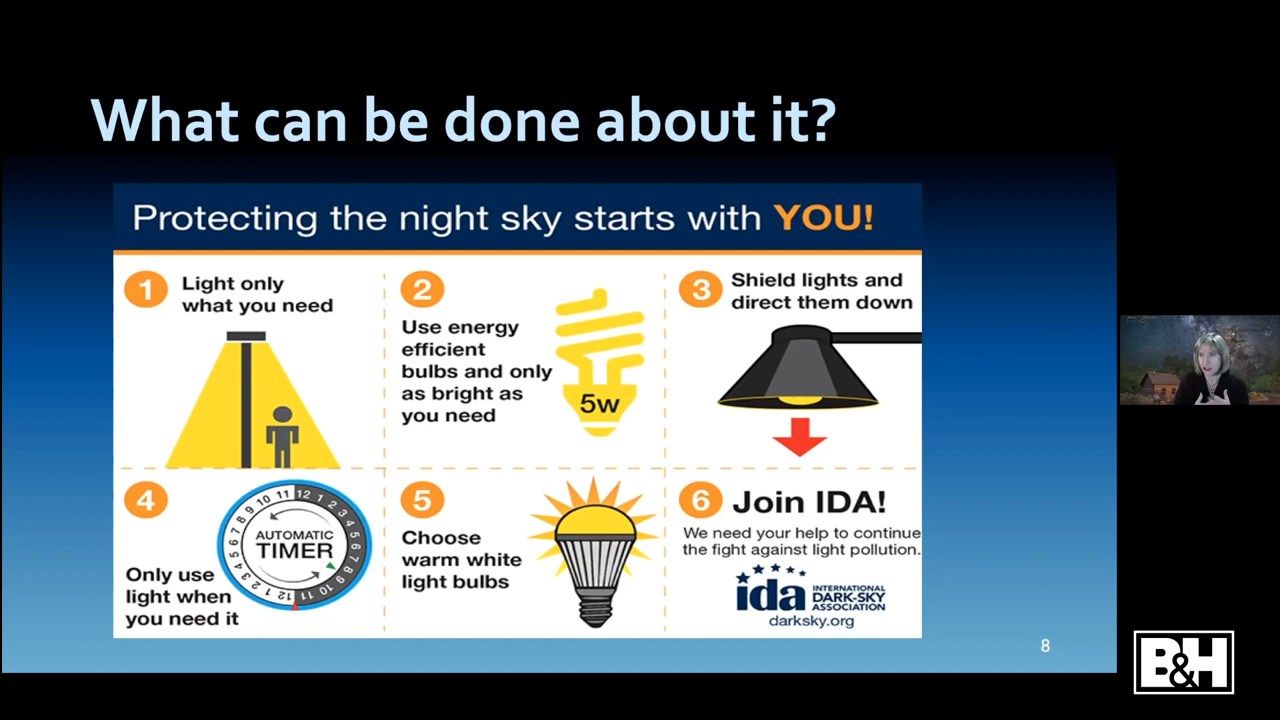 What can be done about it?
Protecting the night sky starts with YOU!
1
Light only
what you need
2
Use energy
efficient
bulbs and only
as bright as
you need
5w
3
Shield lights and
direct them down
4
AUTOMATIC
TIMER
Only use
light when
you need it
5
Choose
warm white
light bulbs
6
Join IDA!
We need your help to continue
the fight against light pollution.
ida
INTERNATIONAL
DARK-SKY
ASSOCIATION
darksky.org
8
B&H